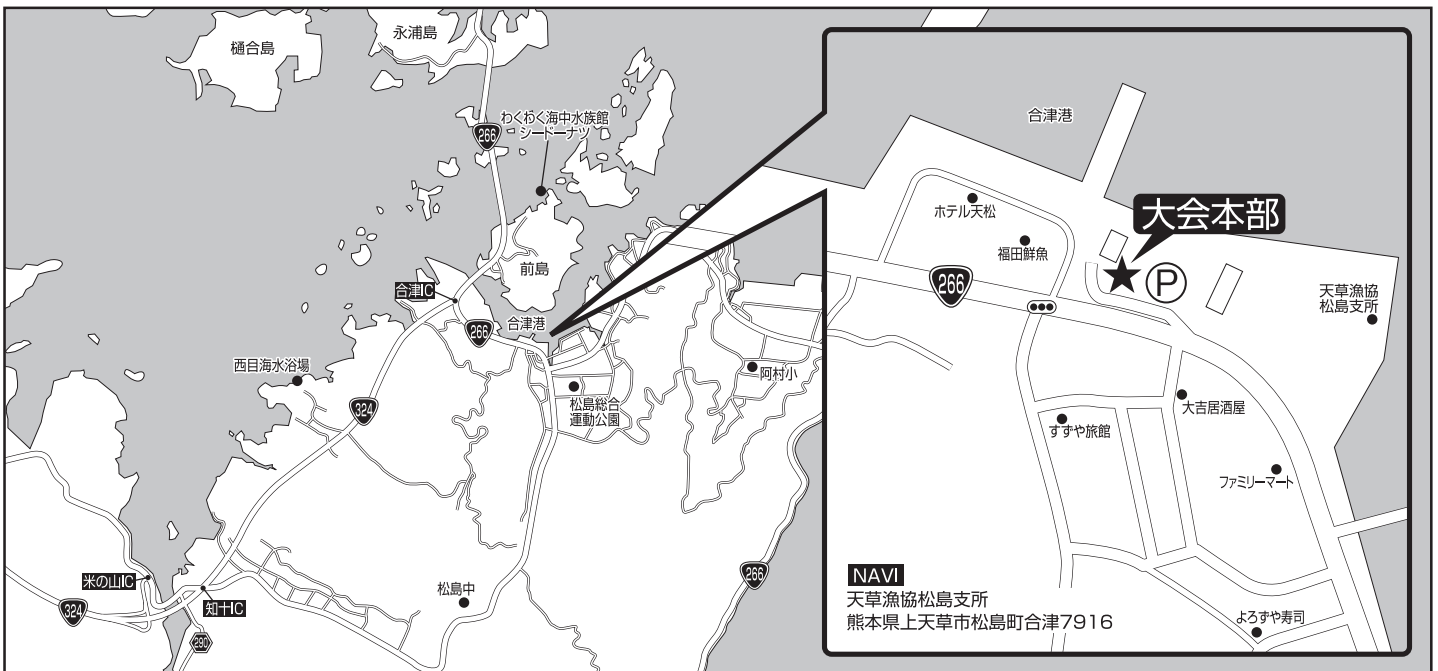 樋合島
永浦島
266
わくわく海中水族館
シードーナツ
前島
合津IC
266
合津港
西目海水浴場
324
松島総合
運動公園
阿村小
米の山IC
324
知十IC
290
松島中
266
合津港
大会本部
ホテル天松
福田鮮魚
266
P
天草漁協
松島支所
大吉居酒屋
すずや旅館
ファミリーマート
NAVI
天草漁協松島支所
熊本県上天草市松島町合津7916
よろずや寿司